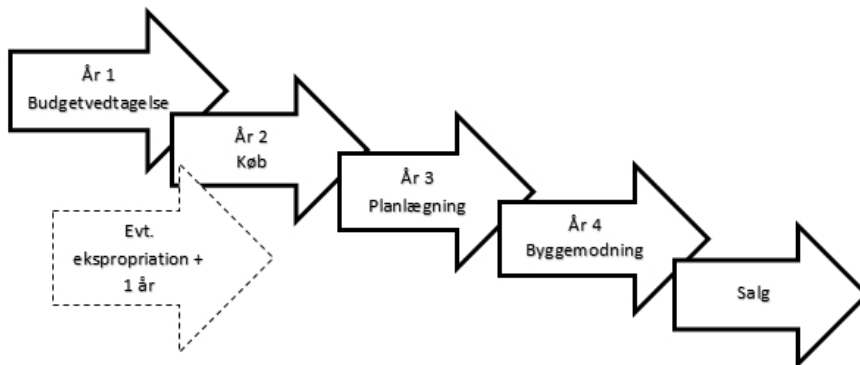 År 1
Budgetvedtagelse
År 2
Køb
Evt.
ekspropriation +
1 år
År 3
Planlægning
År 4
Byggemodning
Salg